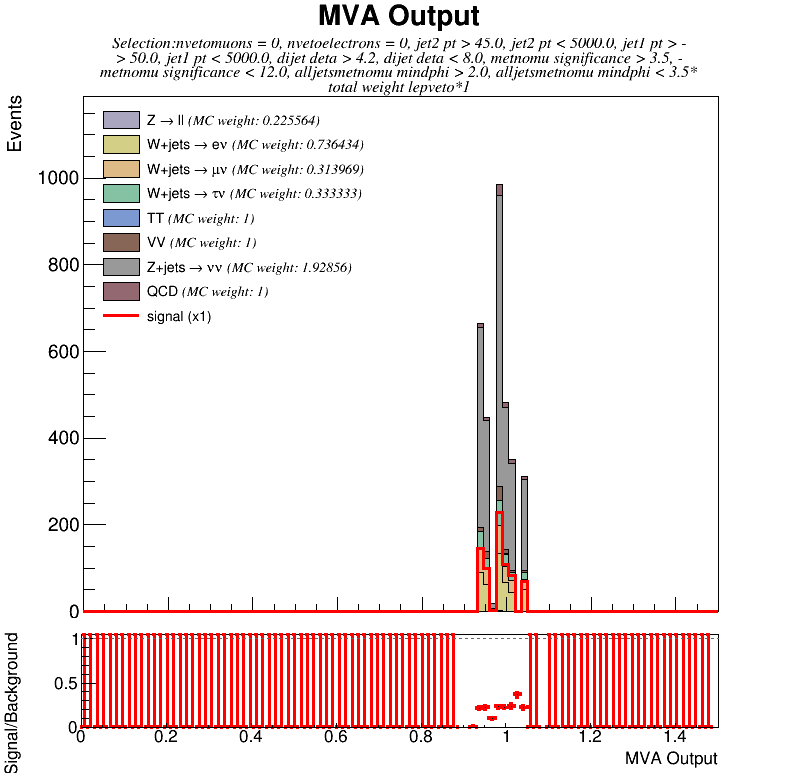 MVA Output
Selection:nvetomuons = 0, nvetoelectrons = 0, jet2 pt > 45.0, jet2 pt < 5000.0, jet1 pt > -
> 50.0, jet1 pt < 5000.0, dijet deta > 4.2, dijet deta < 8.0, metnomu significance > 3.5, -
metnomu significance < 12.0, alljetsmetnomu mindphi > 2.0, alljetsmetnomu mindphi < 3.5*
total weight lepveto*1
Events
1000
800
600
400
200
0
Z → ll (MC weight: 0.225564)
W+jets → eν (MC weight: 0.736434)
W+jets → μν (MC weight: 0.313969)
W+jets → τν (MC weight: 0.333333)
TT (MC weight: 1)
VV (MC weight: 1)
Z+jets → νν (MC weight: 1.92856)
QCD (MC weight: 1)
signal (x1)
Signal/Background
1
0.5
0
0 0.2 0.4 0.6 0.8 1 1.2 1.4
MVA Output